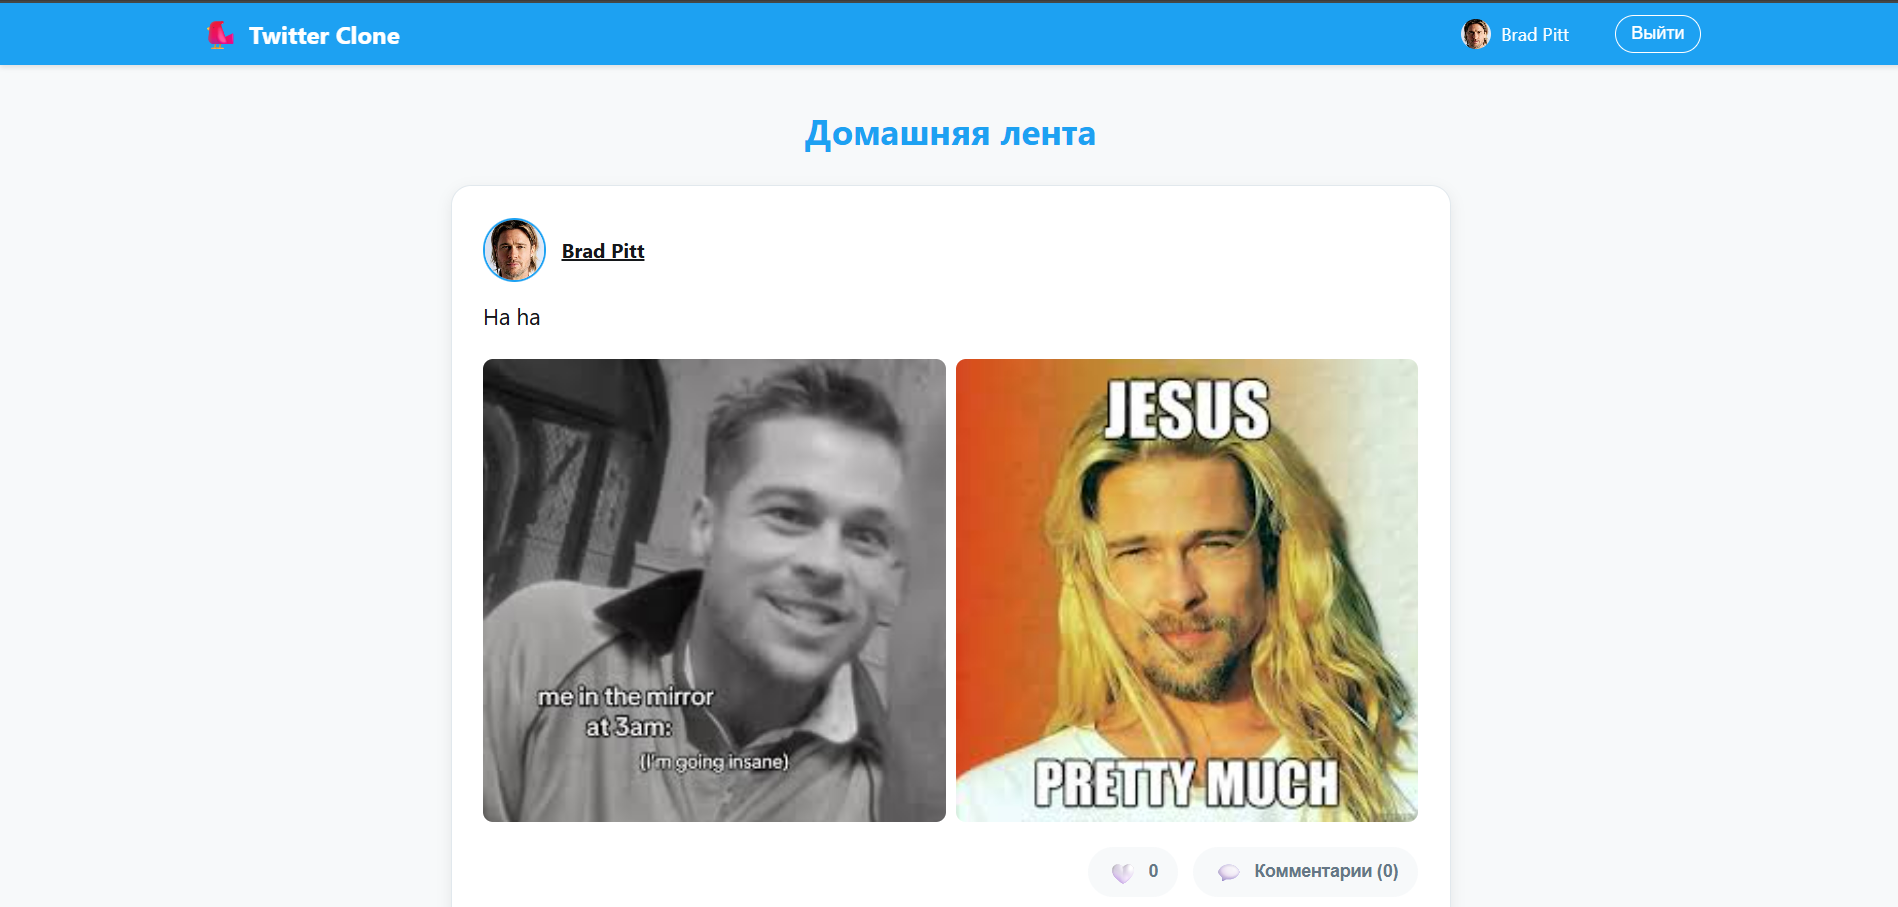 Twitter Clone
Brad Pitt
Выйти
Домашняя лента
Brad Pitt
Ha ha
me in the mirror
at 3am:
(I'm going insane)
JESUS
PRETTY MUCH
0
Комментарии (0)